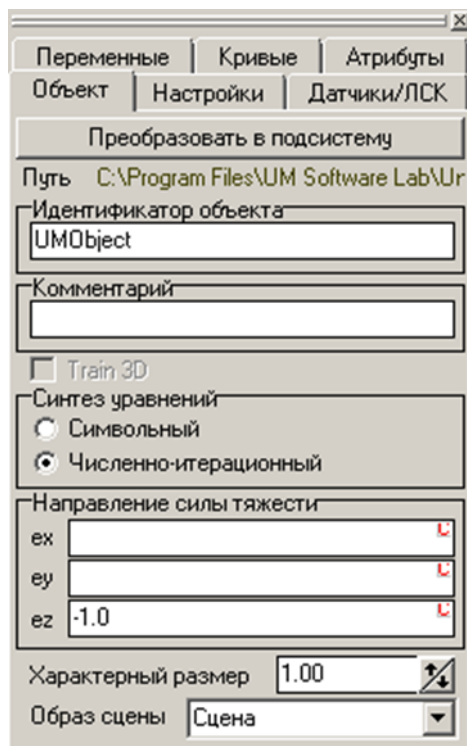 Переменные Кривые Атрибуты
Объект Настройки Датчики/ЛСК
Преобразовать в подсистему
Путь C:\Program Files\UM Software Lab\Ur
Идентификатор объекта
UMObject
Комментарий
Train 3D
Синтез уравнений
Символьный
Численно-итерационный
Направление силы тяжести
ex
ey
ez -1.0
Характерный размер 1.00
Образ сцены Сцена